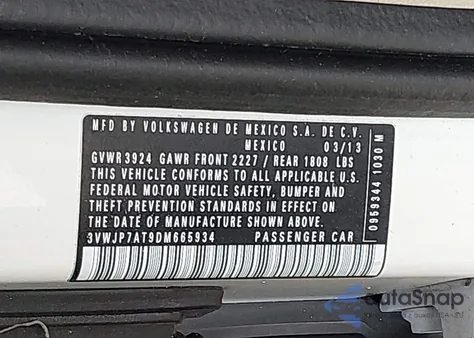 MFD BY VOLKSWAGEN DE MEXICO S.A. DE C.V.
MEXICO 03/13
GVWR 3924 GAWR FRONT 2227 / REAR 1808 LBS
THIS VEHICLE CONFORMS TO ALL APPLICABLE U.S.
FEDERAL MOTOR VEHICLE SAFETY, BUMPER AND
THEFT PREVENTION STANDARDS IN EFFECT ON
THE DATE OF MANUFACTURE SHOWN ABOVE.
3VWJP7AT9DM665934 PASSENGER CAR
0959344 1030 M
autoSnap